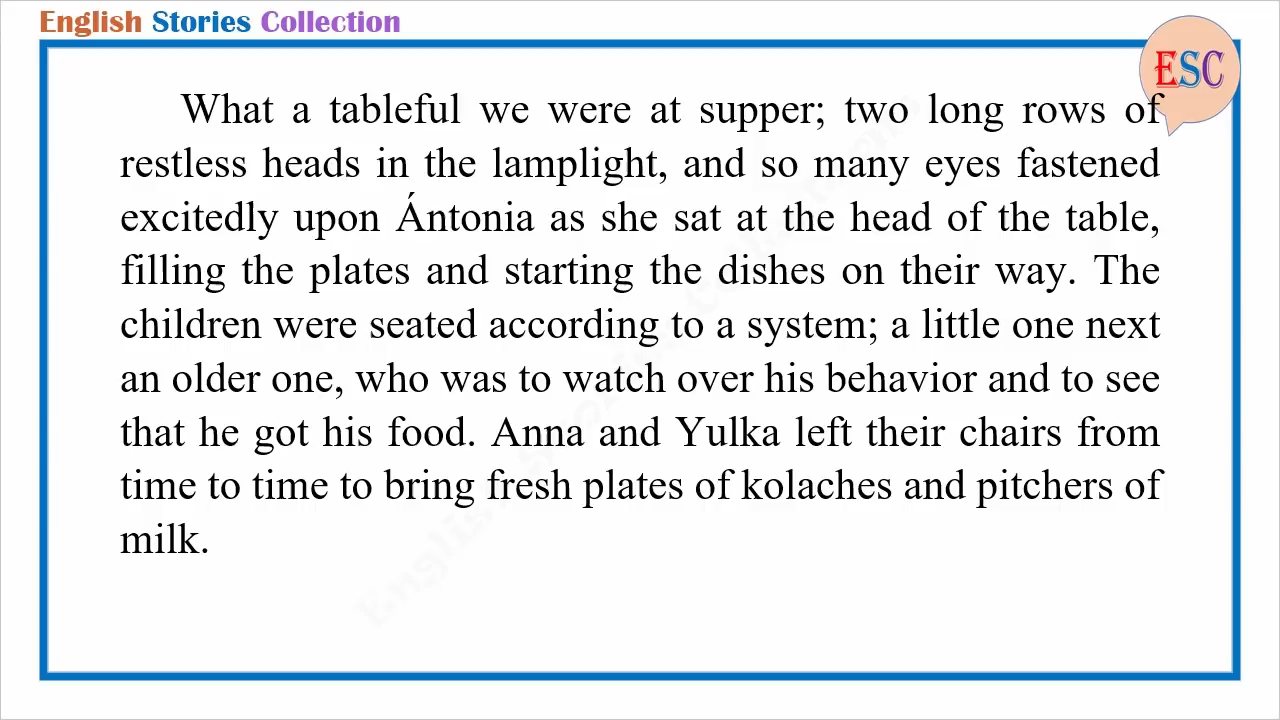 English Stories Collection
ESC
What a tableful we were at supper; two long rows of
restless heads in the lamplight, and so many eyes fastened
excitedly upon Ántonia as she sat at the head of the table,
filling the plates and starting the dishes on their way. The
children were seated according to a system; a little one next
an older one, who was to watch over his behavior and to see
that he got his food. Anna and Yulka left their chairs from
time to time to bring fresh plates of kolaches and pitchers of
milk.
English Stories Collection